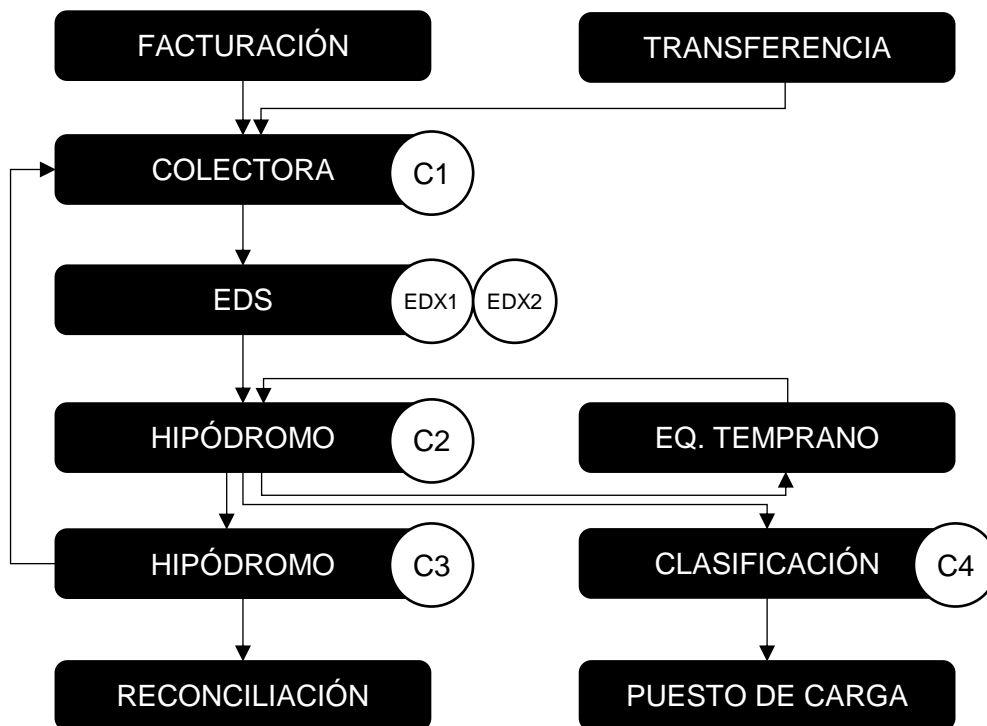 FACTURACIÓN
TRANSFERENCIA
COLECTORA
C1
EDS
EDX1
EDX2
HIPÓDROMO
C2
EQ. TEMPRANO
HIPÓDROMO
C3
CLASIFICACIÓN
C4
RECONCILIACIÓN
PUESTO DE CARGA